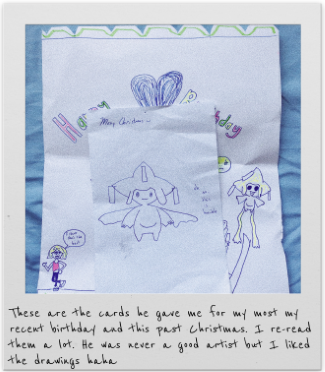 Happy Birthday
Merry Christmas
These are the cards he gave me for my most my
recent birthday and this past Christmas. I re-read
them a lot. He was never a good artist but I liked
the drawings haha